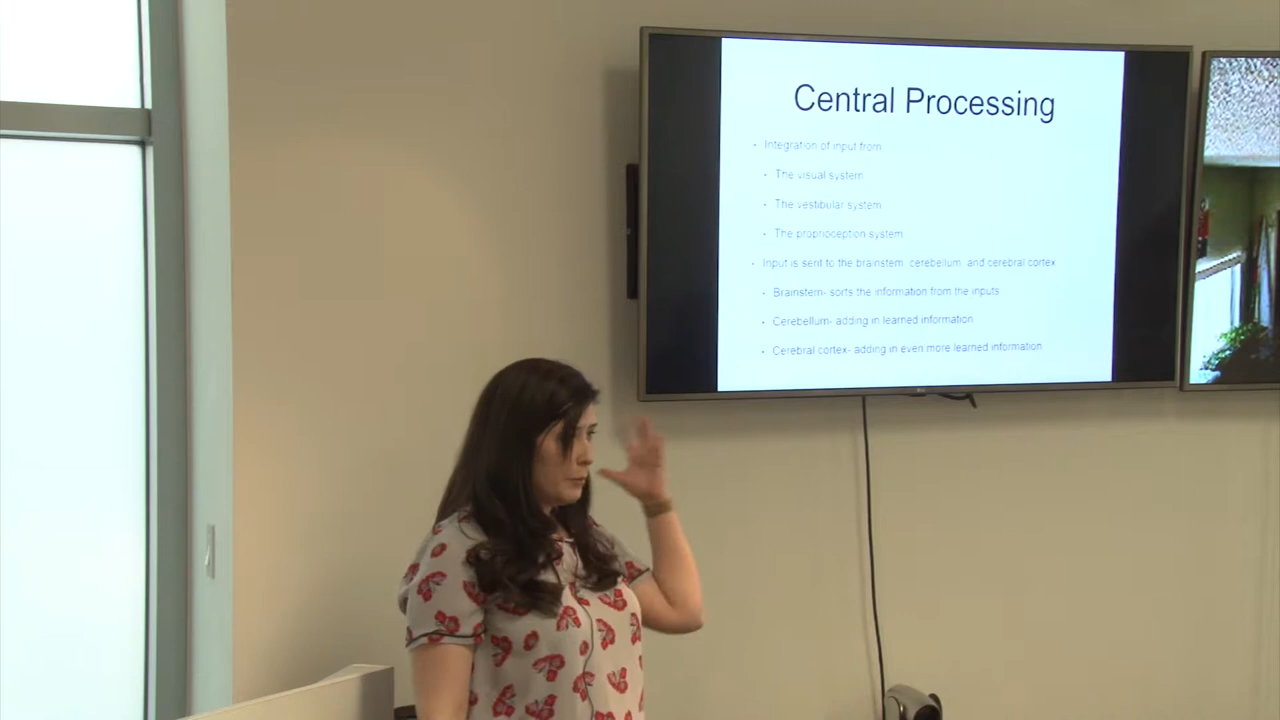 Central Processing
· Integration of input from
· The visual system
· The vestibular system
· The proprioception system
· Input is sent to the brainstem, cerebellum, and cerebral cortex
· Brainstem- sorts the information from the inputs
· Cerebellum- adding in learned information
· Cerebral cortex- adding in even more learned information